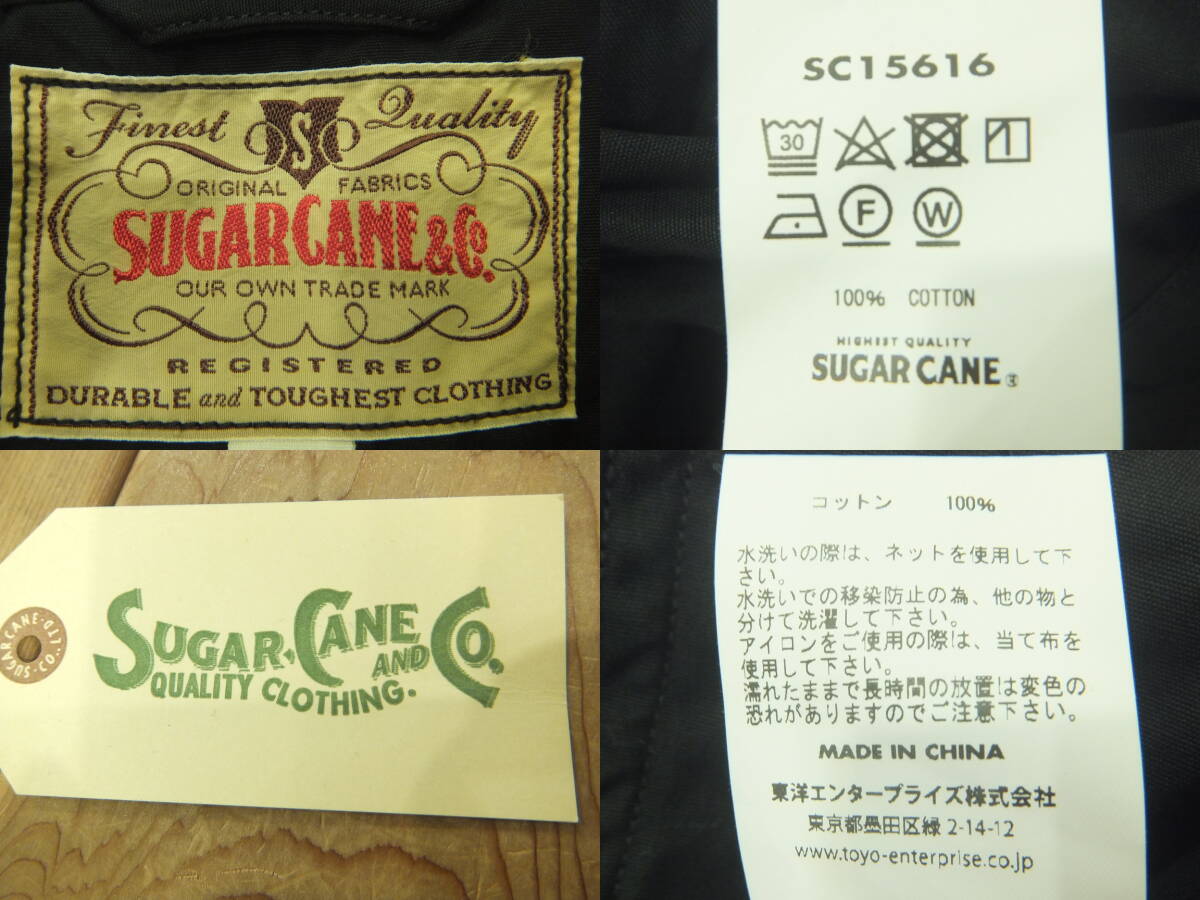 Finest Quality
S
ORIGINAL FABRICS
SUGAR CANE & Co.
OUR OWN TRADE MARK
REGISTERED
DURABLE and TOUGHEST CLOTHING
SC15616
30
F W
100% COTTON
HIGHEST QUALITY
SUGAR CANE
SUGAR CANE-CO., LTD-
SUGAR, CANE AND CO.
QUALITY CLOTHING.
コットン 100%
水洗いの際は、ネットを使用して下
さい。
水洗いでの移染防止の為、他の物と
分けて洗濯して下さい。
アイロンをご使用の際は、当て布を
使用して下さい。
濡れたままで長時間の放置は変色の
恐れがありますのでご注意下さい。
MADE IN CHINA
東洋エンタープライズ株式会社
東京都墨田区緑 2-14-12
www.toyo-enterprise.co.jp